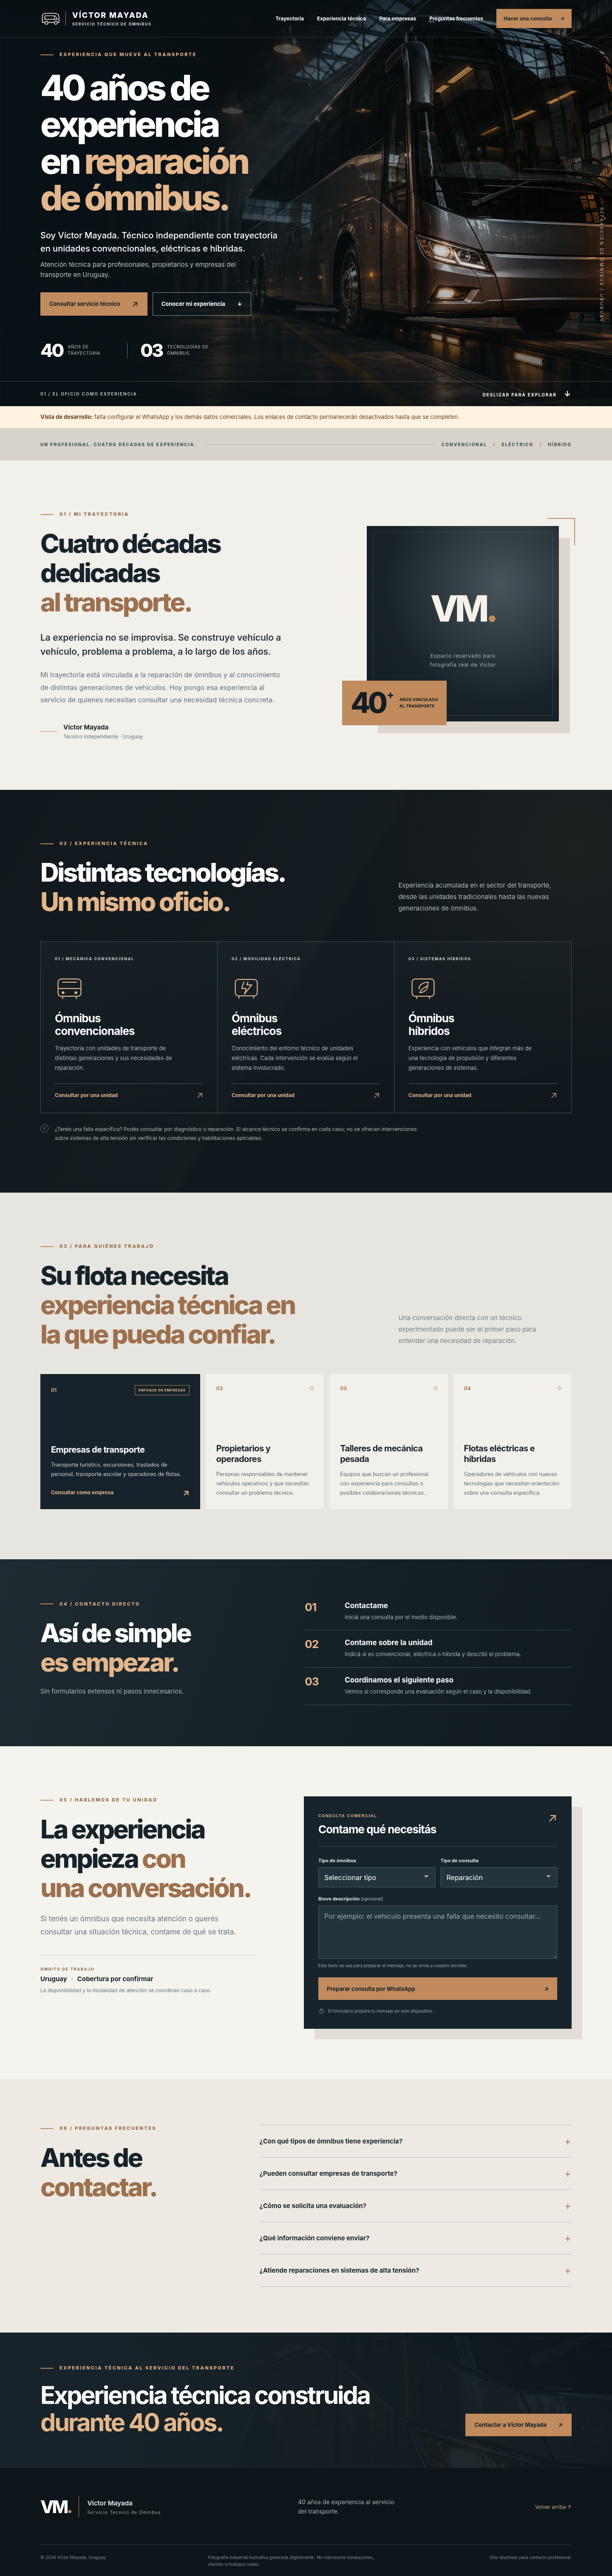 VÍCTOR MAYADA
SERVICIO TÉCNICO DE ÓMNIBUS
Trayectoria
Experiencia técnica
Para empresas
Preguntas frecuentes
Hacer una consulta ↗
EXPERIENCIA QUE MUEVE AL TRANSPORTE
40 años de
experiencia
en reparación
de ómnibus.
Soy Víctor Mayada. Técnico independiente con trayectoria
en unidades convencionales, eléctricas e híbridas.
Atención técnica para profesionales, propietarios y empresas del
transporte en Uruguay.
Consultar servicio técnico ↗
Conocer mi experiencia ↓
40 AÑOS DE
TRAYECTORIA
03 TECNOLOGÍAS DE
ÓMNIBUS
REPARACIÓN DE ÓMNIBUS / URUGUAY
01 / EL OFICIO COMO EXPERIENCIA
DESLIZAR PARA EXPLORAR ↓
Vista de desarrollo: falta configurar el WhatsApp y los demás datos comerciales. Los enlaces de contacto permanecerán desactivados hasta que se completen.
UN PROFESIONAL. CUATRO DÉCADAS DE EXPERIENCIA.
CONVENCIONAL / ELÉCTRICO / HÍBRIDO
01 / MI TRAYECTORIA
Cuatro décadas
dedicadas
al transporte.
La experiencia no se improvisa. Se construye vehículo a
vehículo, problema a problema, a lo largo de los años.
Mi trayectoria está vinculada a la reparación de ómnibus y al conocimiento
de distintas generaciones de vehículos. Hoy pongo esa experiencia al
servicio de quienes necesitan consultar una necesidad técnica concreta.
Víctor Mayada
Técnico independiente · Uruguay
VM.
Espacio reservado para
fotografía real de Víctor
40+ AÑOS VINCULADO
AL TRANSPORTE
02 / EXPERIENCIA TÉCNICA
Distintas tecnologías.
Un mismo oficio.
Experiencia acumulada en el sector del transporte,
desde las unidades tradicionales hasta las nuevas
generaciones de ómnibus.
01 / MECÁNICA CONVENCIONAL
Ómnibus
convencionales
Trayectoria con unidades de transporte de
distintas generaciones y sus necesidades de
reparación.
Consultar por una unidad ↗
02 / MOVILIDAD ELÉCTRICA
Ómnibus
eléctricos
Conocimiento del entorno técnico de unidades
eléctricas. Cada intervención se evalúa según el
sistema involucrado.
Consultar por una unidad ↗
03 / SISTEMAS HÍBRIDOS
Ómnibus
híbridos
Experiencia con vehículos que integran más de
una tecnología de propulsión y diferentes
generaciones de sistemas.
Consultar por una unidad ↗
¿Tenés una falla específica? Podés consultar por diagnóstico o reparación. El alcance técnico se confirma en cada caso; no se ofrecen intervenciones
sobre sistemas de alta tensión sin verificar las condiciones y habilitaciones aplicables.
03 / PARA QUIÉNES TRABAJO
Su flota necesita
experiencia técnica en
la que pueda confiar.
Una conversación directa con un técnico
experimentado puede ser el primer paso para
entender una necesidad de reparación.
01
ENFOQUE EN EMPRESAS
Empresas de transporte
Transporte turístico, excursiones, traslados de
personal, transporte escolar y operadores de flotas.
Consultar como empresa ↗
02
Propietarios y
operadores
Personas responsables de mantener
vehículos operativos y que necesitan
consultar un problema técnico.
03
Talleres de mecánica
pesada
Equipos que buscan un profesional
con experiencia para consultas o
posibles colaboraciones técnicas.
04
Flotas eléctricas e
híbridas
Operadores de vehículos con nuevas
tecnologías que necesitan orientación
sobre una consulta específica.
04 / CONTACTO DIRECTO
Así de simple
es empezar.
Sin formularios extensos ni pasos innecesarios.
01
Contactame
Iniciá una consulta por el medio disponible.
02
Contame sobre la unidad
Indicá si es convencional, eléctrica o híbrida y describí el problema.
03
Coordinamos el siguiente paso
Vemos si corresponde una evaluación según el caso y la disponibilidad.
05 / HABLEMOS DE TU UNIDAD
La experiencia
empieza con
una conversación.
Si tenés un ómnibus que necesita atención o querés
consultar una situación técnica, contame de qué se trata.
ÁMBITO DE TRABAJO
Uruguay · Cobertura por confirmar
La disponibilidad y la modalidad de atención se coordinan caso a caso.
CONSULTA COMERCIAL
Contame qué necesitás
Tipo de ómnibus
Seleccionar tipo
Tipo de consulta
Reparación
Breve descripción (opcional)
Por ejemplo: el vehículo presenta una falla que necesito consultar...
Este texto se usa para preparar el mensaje, no se envía a nuestro servidor.
Preparar consulta por WhatsApp ↗
El formulario prepara tu mensaje en este dispositivo.
06 / PREGUNTAS FRECUENTES
Antes de
contactar.
¿Con qué tipos de ómnibus tiene experiencia? +
¿Pueden consultar empresas de transporte? +
¿Cómo se solicita una evaluación? +
¿Qué información conviene enviar? +
¿Atiende reparaciones en sistemas de alta tensión? +
EXPERIENCIA TÉCNICA AL SERVICIO DEL TRANSPORTE
Experiencia técnica construida
durante 40 años.
Contactar a Víctor Mayada ↗
VM.
Víctor Mayada
Servicio Técnico de Ómnibus
40 años de experiencia al servicio
del transporte.
Volver arriba ↑
© 2026 Víctor Mayada. Uruguay.
Fotografía industrial ilustrativa generada digitalmente. No representa instalaciones,
clientes ni trabajos reales.
Sitio diseñado para contacto profesional.